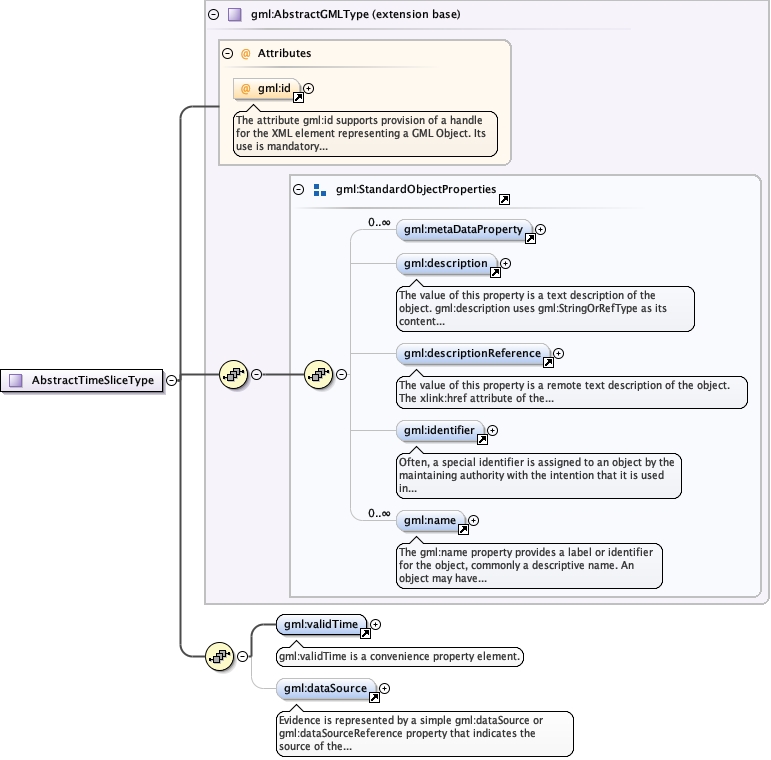 gml:AbstractGMLType (extension base)
@ Attributes
@ gml:id
The attribute gml:id supports provision of a handle
for the XML element representing a GML Object. Its
use is mandatory...
gml:StandardObjectProperties
0..∞
gml:metaDataProperty
gml:description
The value of this property is a text description of the
object. gml:description uses gml:StringOrRefType as its
content...
gml:descriptionReference
The value of this property is a remote text description of the object.
The xlink:href attribute of the...
AbstractTimeSliceType
gml:identifier
Often, a special identifier is assigned to an object by the
maintaining authority with the intention that it is used
in...
0..∞
gml:name
The gml:name property provides a label or identifier
for the object, commonly a descriptive name. An
object may have...
gml:validTime
gml:validTime is a convenience property element.
gml:dataSource
Evidence is represented by a simple gml:dataSource or
gml:dataSourceReference property that indicates the
source of the...